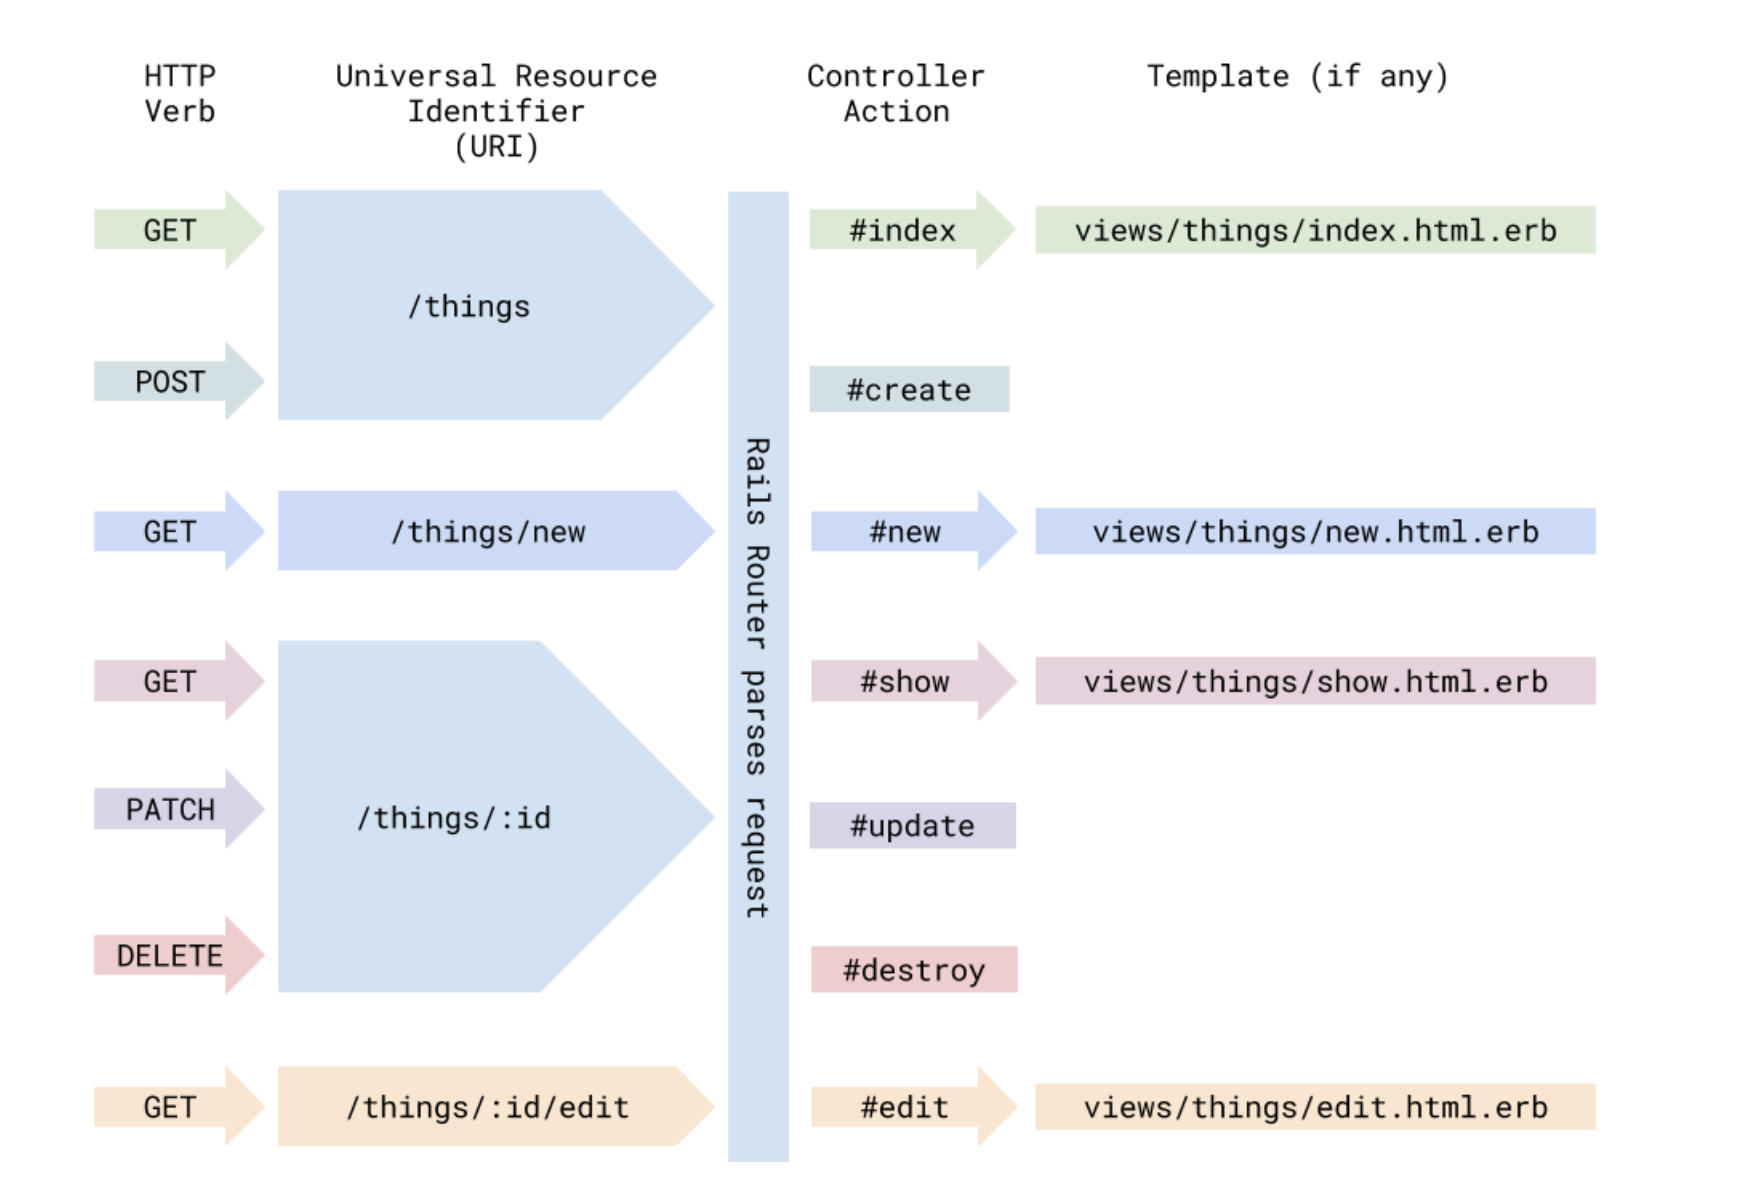 HTTP
Verb
Universal Resource
Identifier
(URI)
Controller
Action
Template (if any)
GET
/things
#index
views/things/index.html.erb
POST
#create
GET
/things/new
#new
views/things/new.html.erb
Rails Router parses request
GET
#show
views/things/show.html.erb
PATCH
/things/:id
#update
DELETE
#destroy
GET
/things/:id/edit
#edit
views/things/edit.html.erb